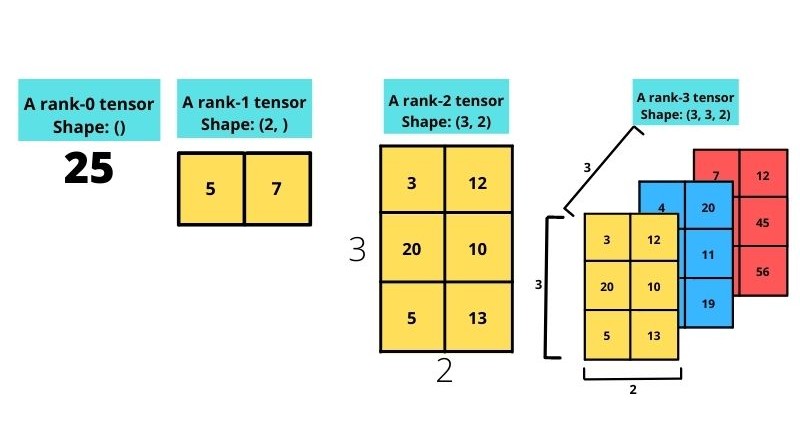 A rank-0 tensor
Shape: ()
25
A rank-1 tensor
Shape: (2, )
5 7
A rank-2 tensor
Shape: (3, 2)
3 12
20 10
5 13
3
2
A rank-3 tensor
Shape: (3, 3, 2)
3
3
7 12
45
56
4 20
11
19
3 12
20 10
5 13
2